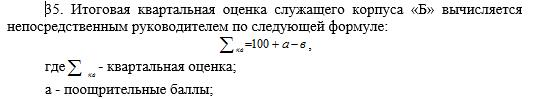 35. Итоговая квартальная оценка служащего корпуса «Б» вычисляется
непосредственным руководителем по следующей формуле:
∑ кв =100 + а − в ,
где ∑ кв - квартальная оценка;
а - поощрительные баллы;